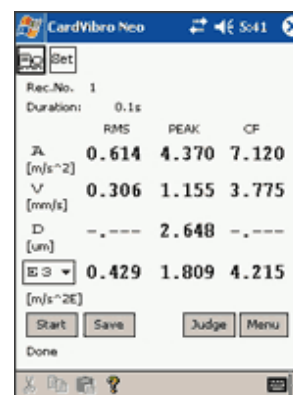 CardVibro Neo 5:41
Set
Rec.No. 1
Duration: 0.1s
RMS PEAK CF
A 0.614 4.370 7.120
[m/s^2]
V 0.306 1.155 3.775
[mm/s]
D -.--- 2.648 -.---
[um]
E3 0.429 1.809 4.215
[m/s^2E]
Start Save Judge Menu
Done